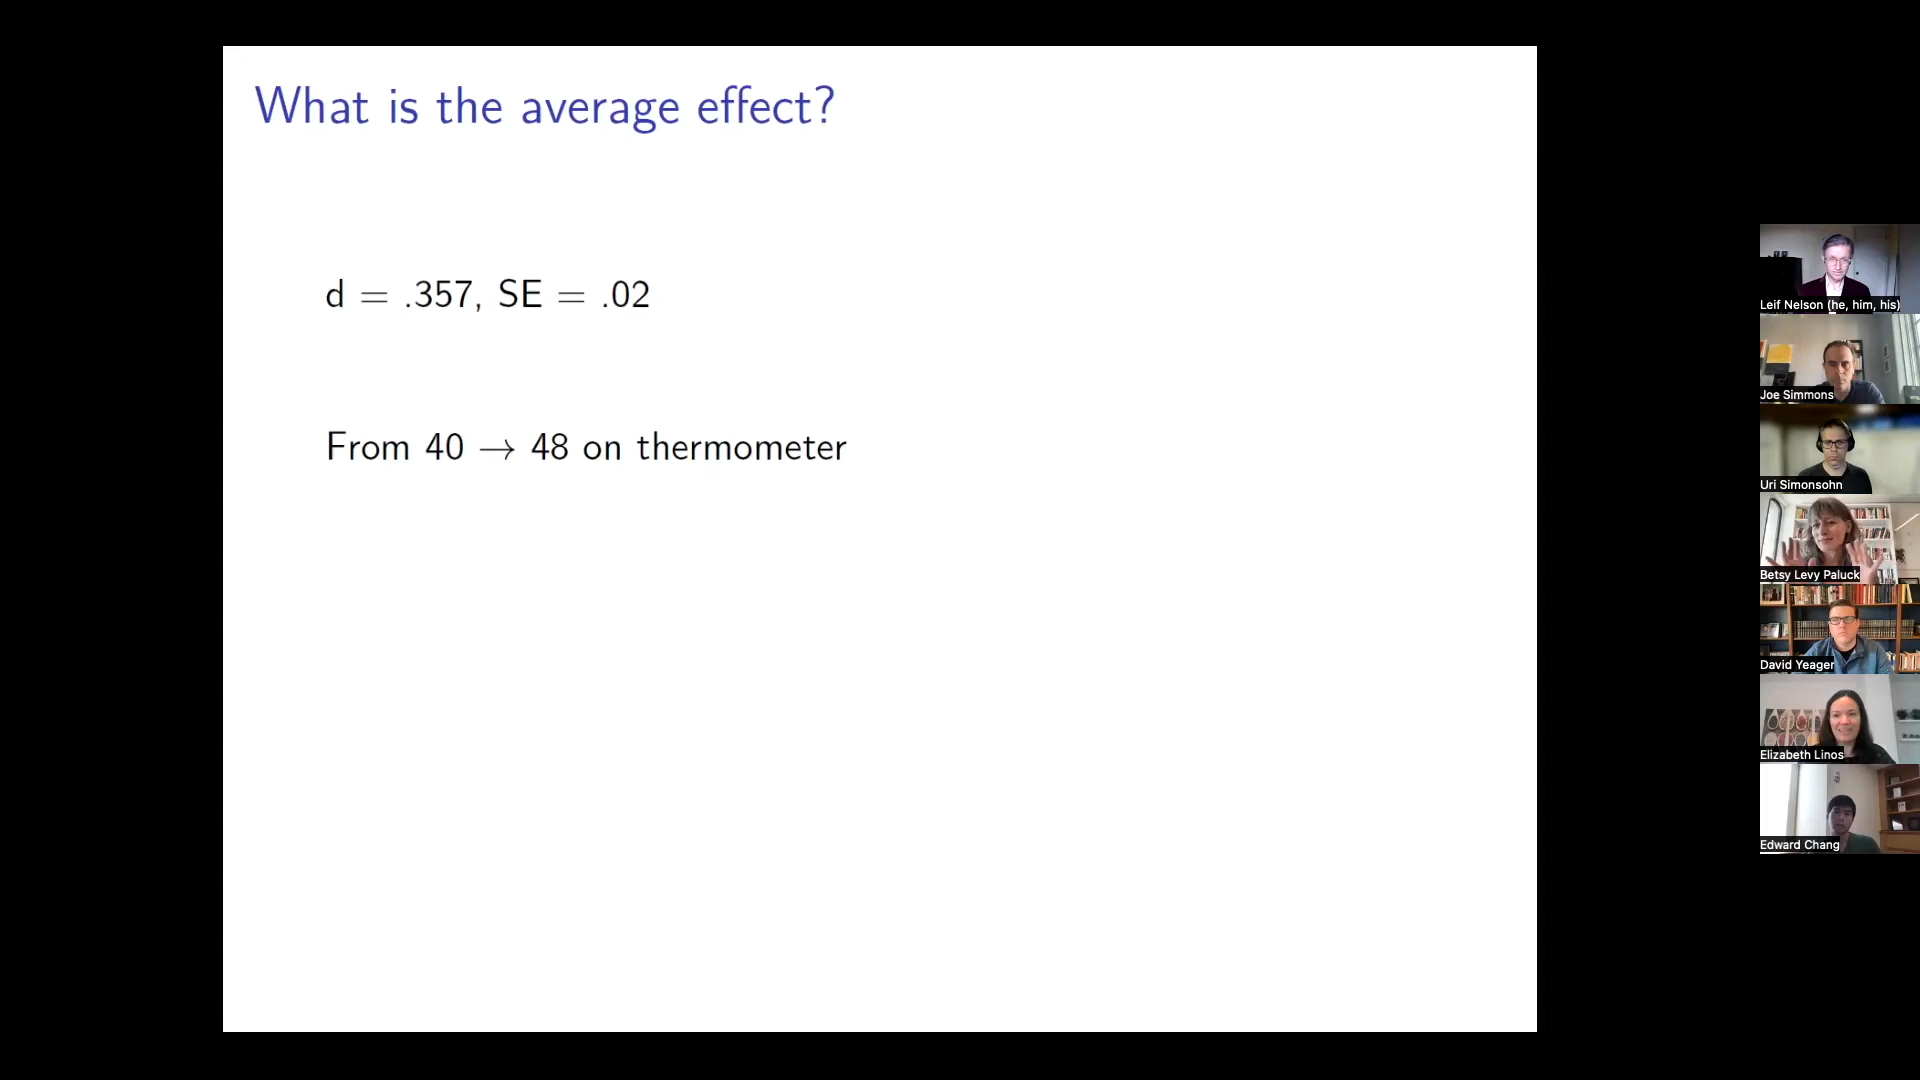 What is the average effect?
d = .357, SE = .02
From 40 → 48 on thermometer
Leif Nelson (he, him, his)
Joe Simmons
Uri Simonsohn
Betsy Levy Paluck
David Yeager
Elizabeth Linos
Edward Chang